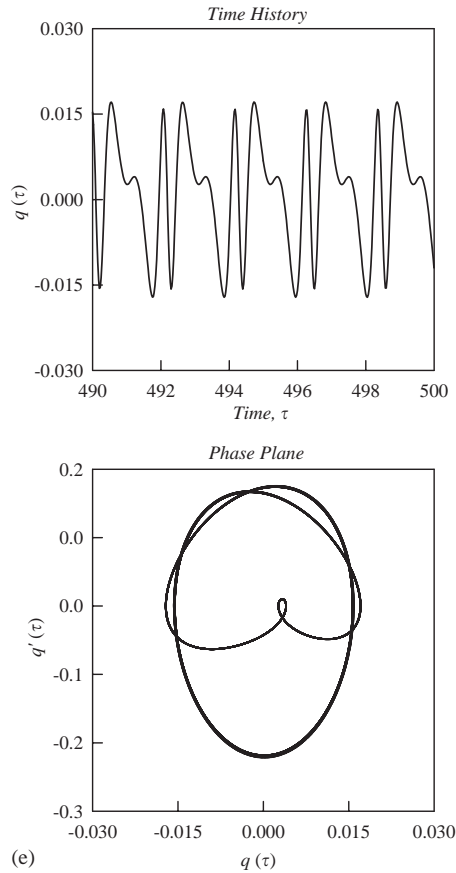 Time History
0.030
0.015
0.000
-0.015
-0.030
q (τ)
490 492 494 496 498 500
Time, τ
Phase Plane
0.2
0.0
0.0
-0.1
-0.2
-0.3
q' (τ)
-0.030 -0.015 0.000 0.015 0.030
(e)
q (τ)